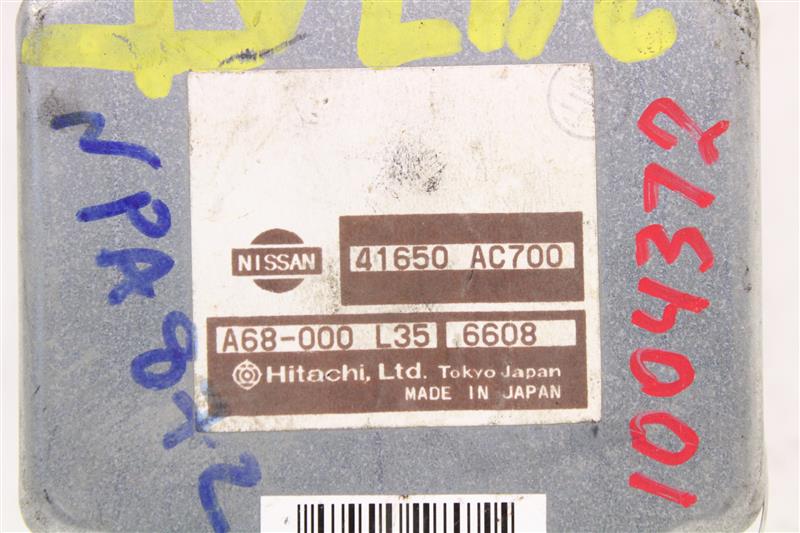 NISSAN
41650 AC700
A68-000 L35 6608
Hitachi, Ltd. Tokyo Japan
MADE IN JAPAN
1004372